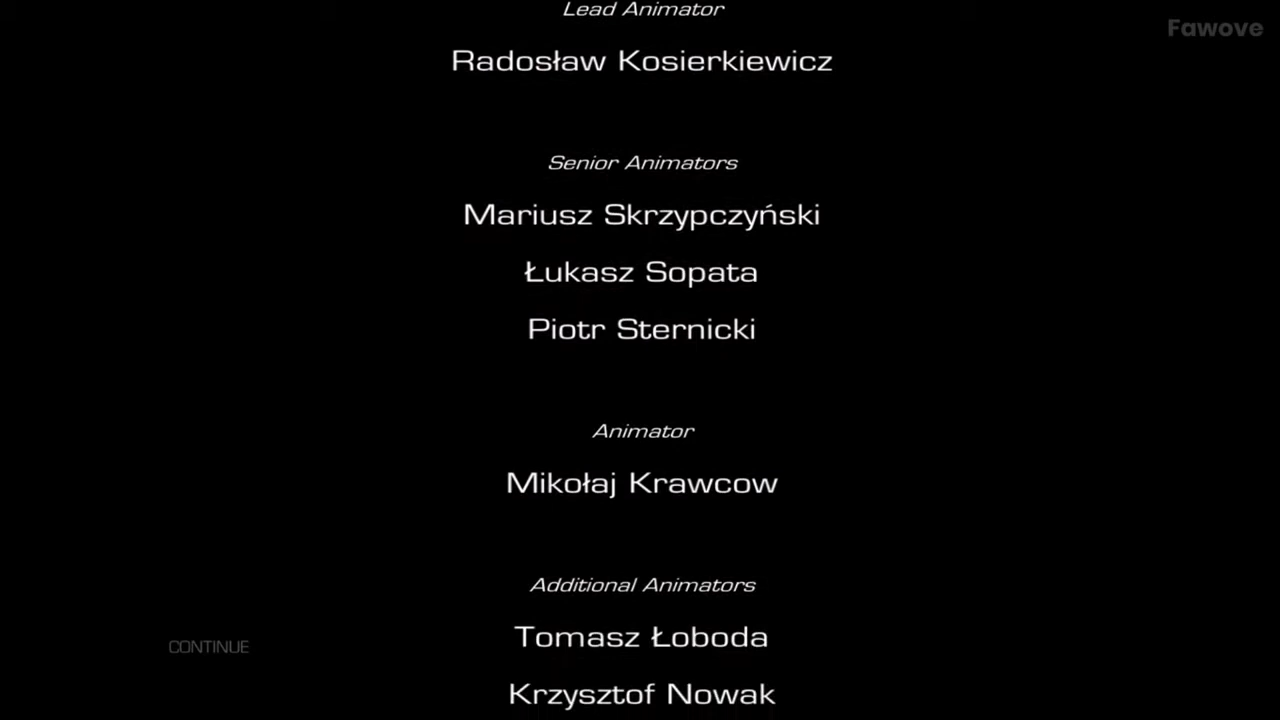 Lead Animator
Fawove
Radosław Kosierkiewicz
Senior Animators
Mariusz Skrzypczyński
Łukasz Sopata
Piotr Sternicki
Animator
Mikołaj Krawcow
Additional Animators
Tomasz Łoboda
CONTINUE
Krzysztof Nowak